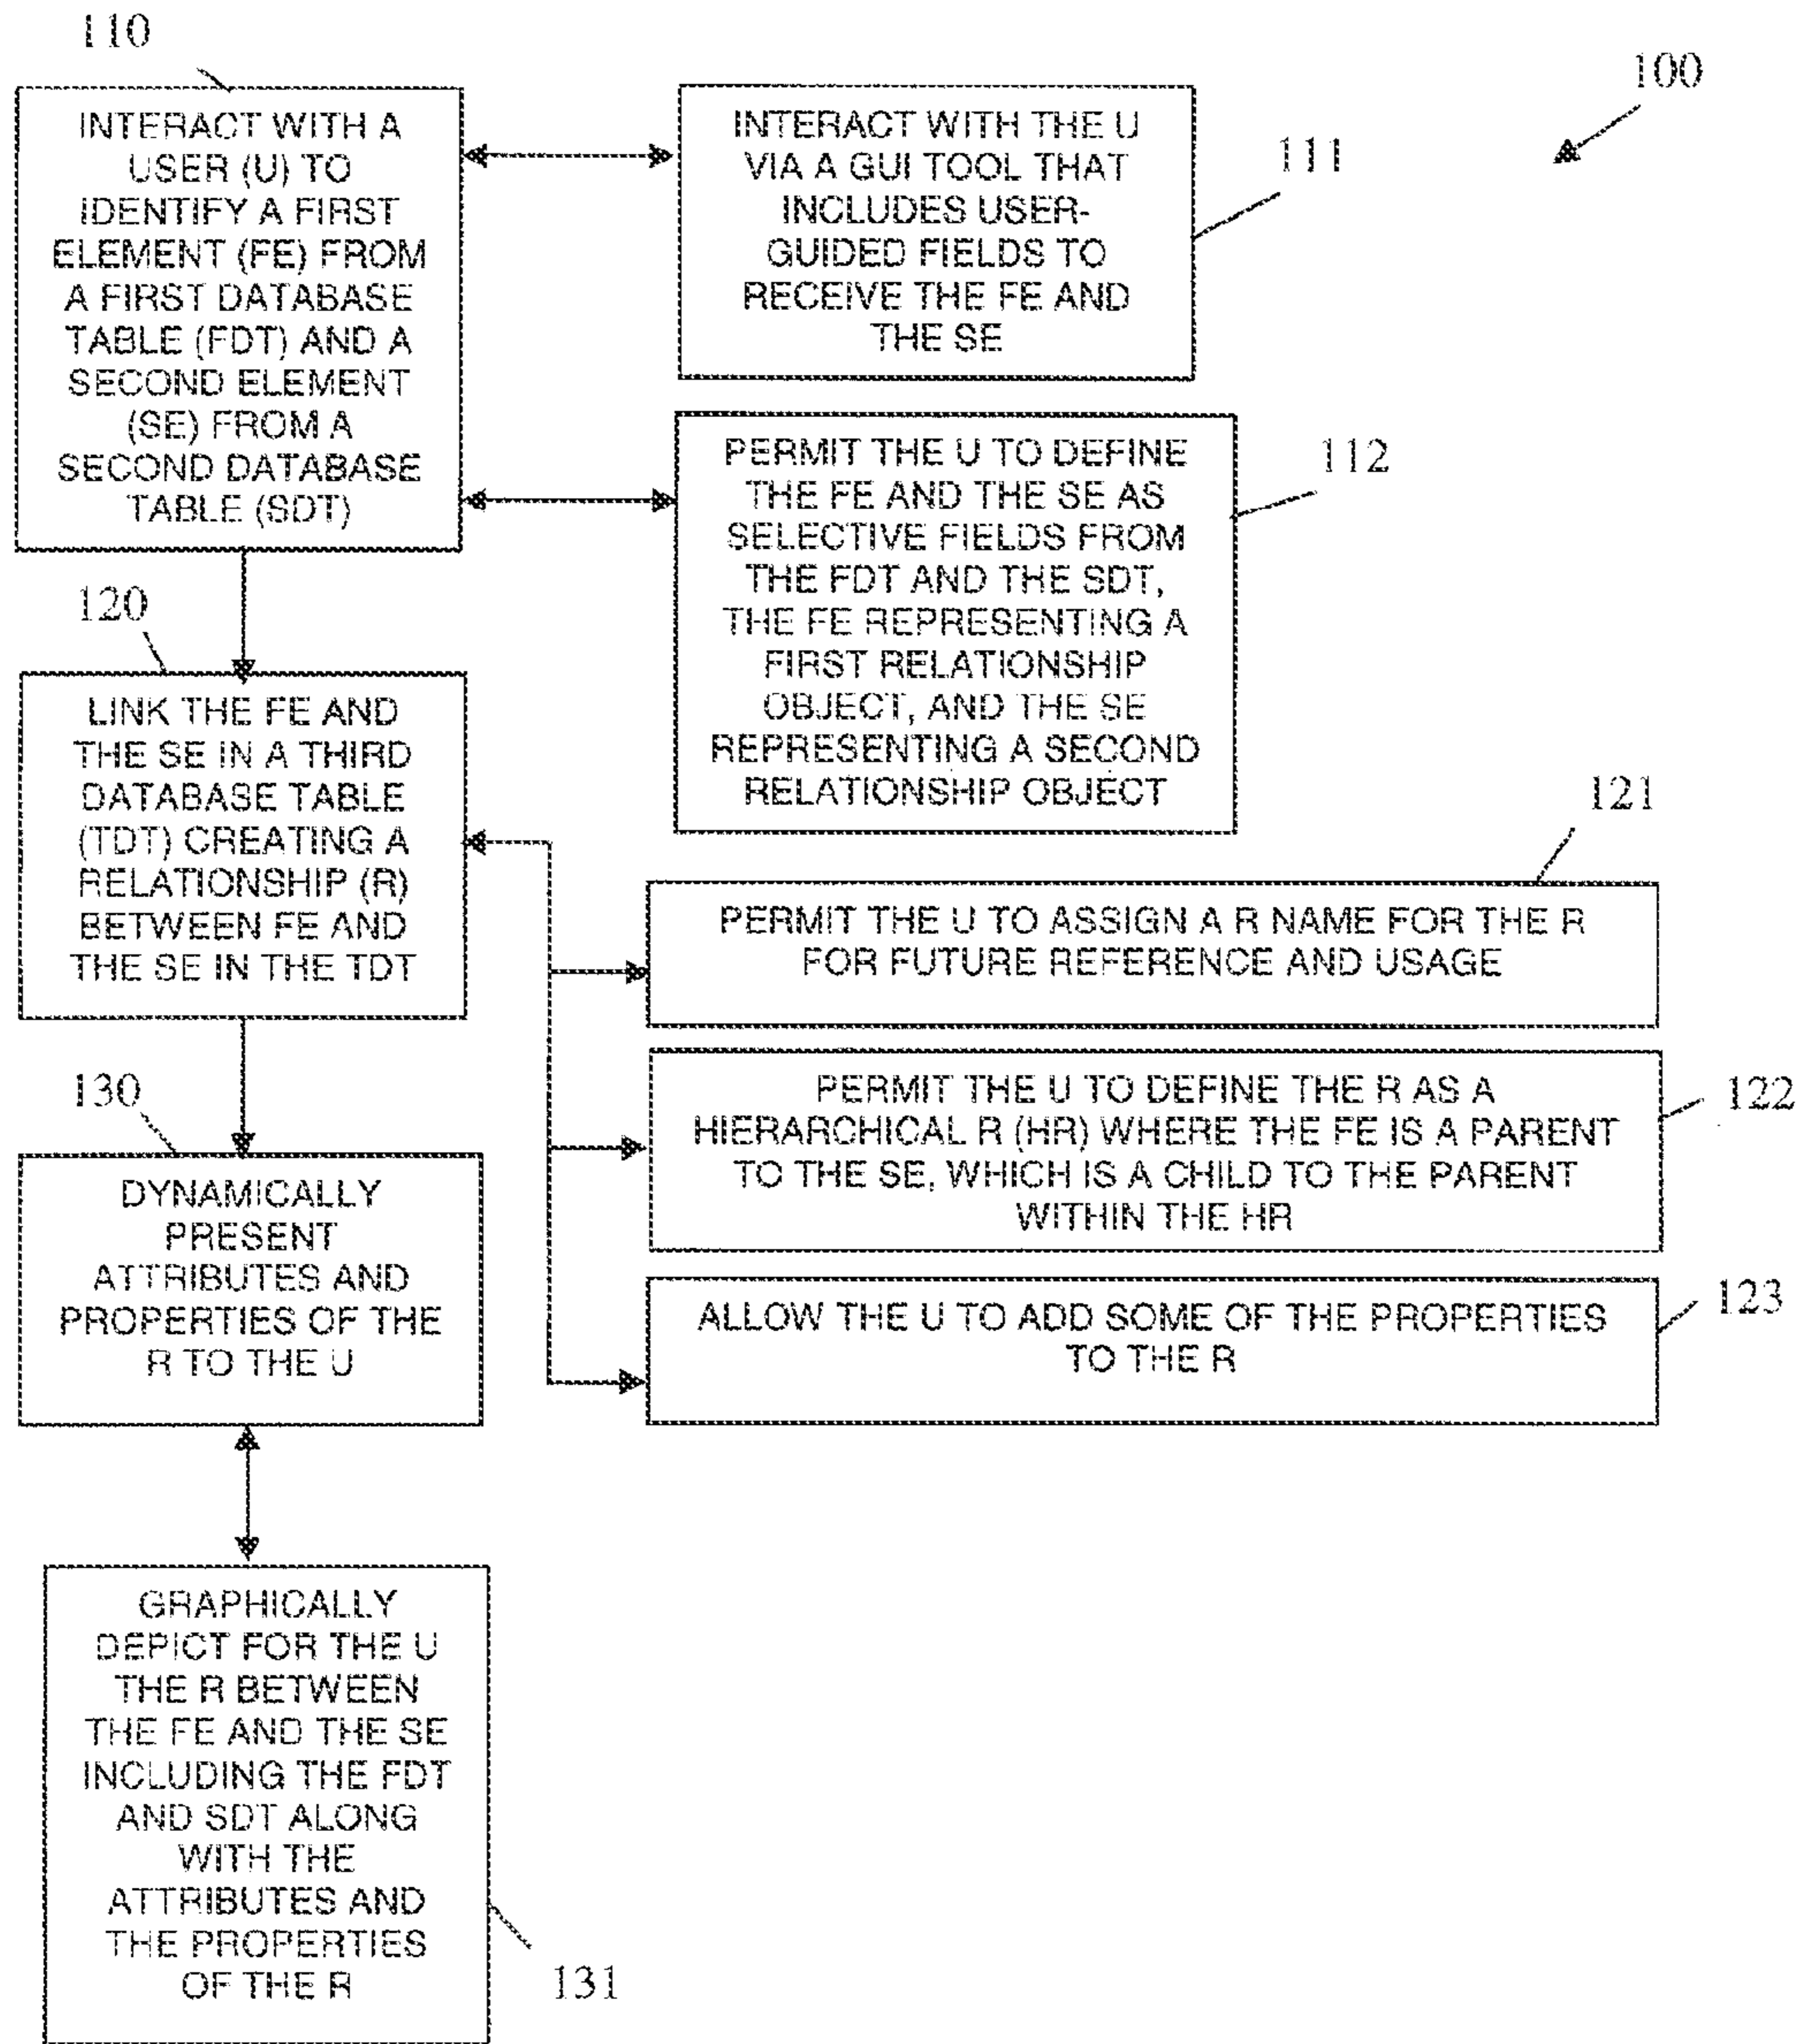 110
INTERACT WITH A
USER (U) TO
IDENTIFY A FIRST
ELEMENT (FE) FROM
A FIRST DATABASE
TABLE (FDT) AND A
SECOND ELEMENT
(SE) FROM A
SECOND DATABASE
TABLE (SDT)
100
INTERACT WITH THE U
VIA A GUI TOOL THAT
INCLUDES USER-
GUIDED FIELDS TO
RECEIVE THE FE AND
THE SE
111
PERMIT THE U TO DEFINE
THE FE AND THE SE AS
SELECTIVE FIELDS FROM
THE FDT AND THE SDT,
THE FE REPRESENTING A
FIRST RELATIONSHIP
OBJECT, AND THE SE
REPRESENTING A SECOND
RELATIONSHIP OBJECT
112
120
LINK THE FE AND
THE SE IN A THIRD
DATABASE TABLE
(TDT) CREATING A
RELATIONSHIP (R)
BETWEEN FE AND
THE SE IN THE TDT
121
PERMIT THE U TO ASSIGN A R NAME FOR THE R
FOR FUTURE REFERENCE AND USAGE
PERMIT THE U TO DEFINE THE R AS A
HIERARCHICAL R (HR) WHERE THE FE IS A PARENT
TO THE SE, WHICH IS A CHILD TO THE PARENT
WITHIN THE HR
122
ALLOW THE U TO ADD SOME OF THE PROPERTIES
TO THE R
123
130
DYNAMICALLY
PRESENT
ATTRIBUTES AND
PROPERTIES OF THE
R TO THE U
GRAPHICALLY
DEPICT FOR THE U
THE R BETWEEN
THE FE AND THE SE
INCLUDING THE FDT
AND SDT ALONG
WITH THE
ATTRIBUTES AND
THE PROPERTIES
OF THE R
131